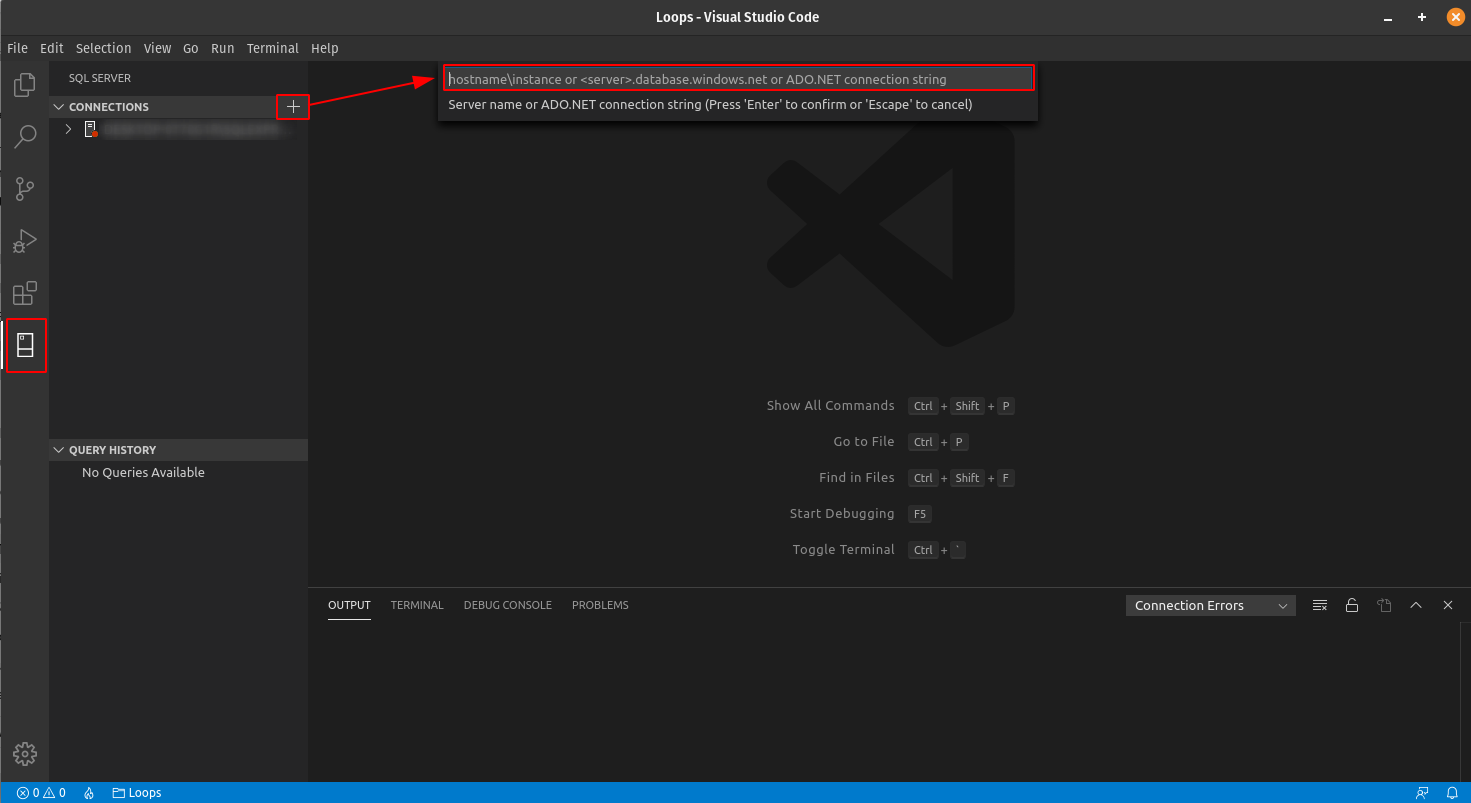 Loops - Visual Studio Code
File Edit Selection View Go Run Terminal Help
SQL SERVER
hostname\instance or <server>.database.windows.net or ADO.NET connection string
Server name or ADO.NET connection string (Press 'Enter' to confirm or 'Escape' to cancel)
CONNECTIONS
Show All Commands Ctrl + Shift + P
Go to File Ctrl + P
Find in Files Ctrl + Shift + F
Start Debugging F5
Toggle Terminal Ctrl + `
QUERY HISTORY
No Queries Available
OUTPUT TERMINAL DEBUG CONSOLE PROBLEMS Connection Errors
0 0 Loops